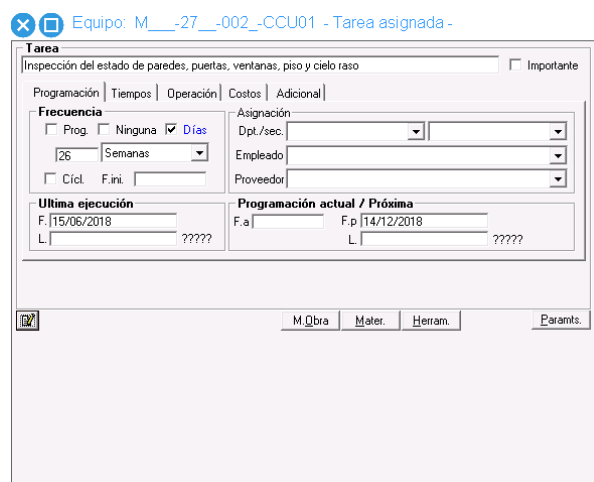 Equipo: M___-27__-002_-CCU01 - Tarea asignada -
Tarea
Inspección del estado de paredes, puertas, ventanas, piso y cielo raso
Importante
Programación Tiempos Operación Costos Adicional
Frecuencia
Prog. Ninguna Días
26 Semanas
Cícl. F.ini.
Asignación
Dpt./sec.
Empleado
Proveedor
Ultima ejecución
F. 15/06/2018
L. ?????
Programación actual / Próxima
F.a F.p 14/12/2018
L. ?????
M.Obra Mater. Herram. Paramts.